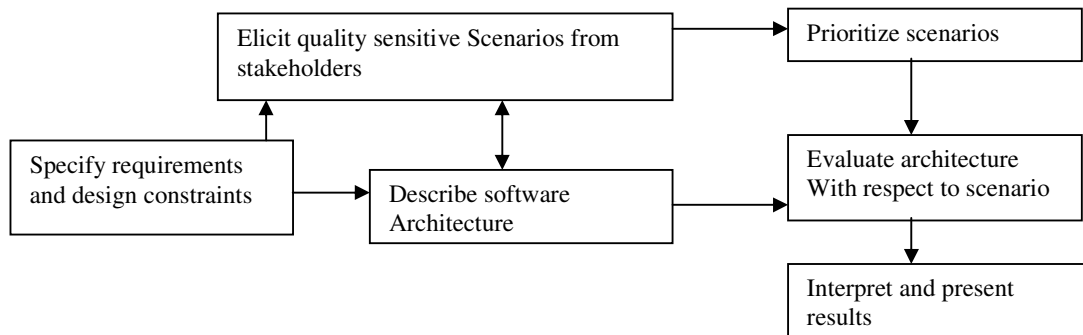 Elicit quality sensitive Scenarios from
stakeholders
Prioritize scenarios
Specify requirements
and design constraints
Describe software
Architecture
Evaluate architecture
With respect to scenario
Interpret and present
results